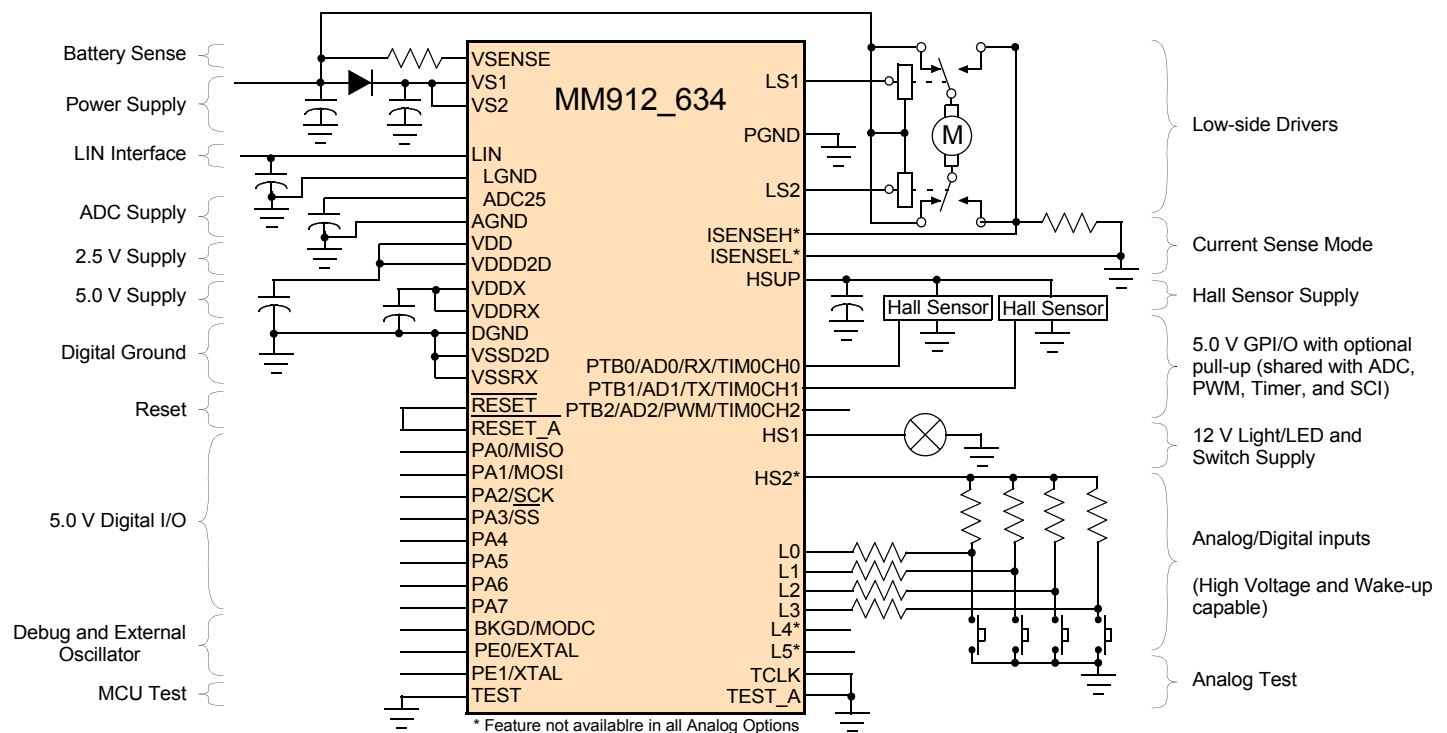 Battery Sense
Power Supply
LIN Interface
ADC Supply
2.5 V Supply
5.0 V Supply
Digital Ground
Reset
5.0 V Digital I/O
Debug and External
Oscillator
MCU Test
MM912_634
VSENSE
VS1
VS2
LIN
LGND
ADC25
AGND
VDD
VDDD2D
VDDX
VDDRX
DGND
VSSD2D
VSSRX
RESET
RESET_A
PA0/MISO
PA1/MOSI
PA2/SCK
PA3/SS
PA4
PA5
PA6
PA7
BKGD/MODC
PE0/EXTAL
PE1/XTAL
TEST
LS1
PGND
LS2
ISENSEH*
ISENSEL*
HSUP
PTB0/AD0/RX/TIM0CH0
PTB1/AD1/TX/TIM0CH1
PTB2/AD2/PWM/TIM0CH2
HS1
HS2*
L0
L1
L2
L3
L4*
L5*
TCLK
TEST_A
* Feature not availablre in all Analog Options
M
Hall Sensor
Hall Sensor
Low-side Drivers
Current Sense Mode
Hall Sensor Supply
5.0 V GPI/O with optional
pull-up (shared with ADC,
PWM, Timer, and SCI)
12 V Light/LED and
Switch Supply
Analog/Digital inputs
(High Voltage and Wake-up
capable)
Analog Test